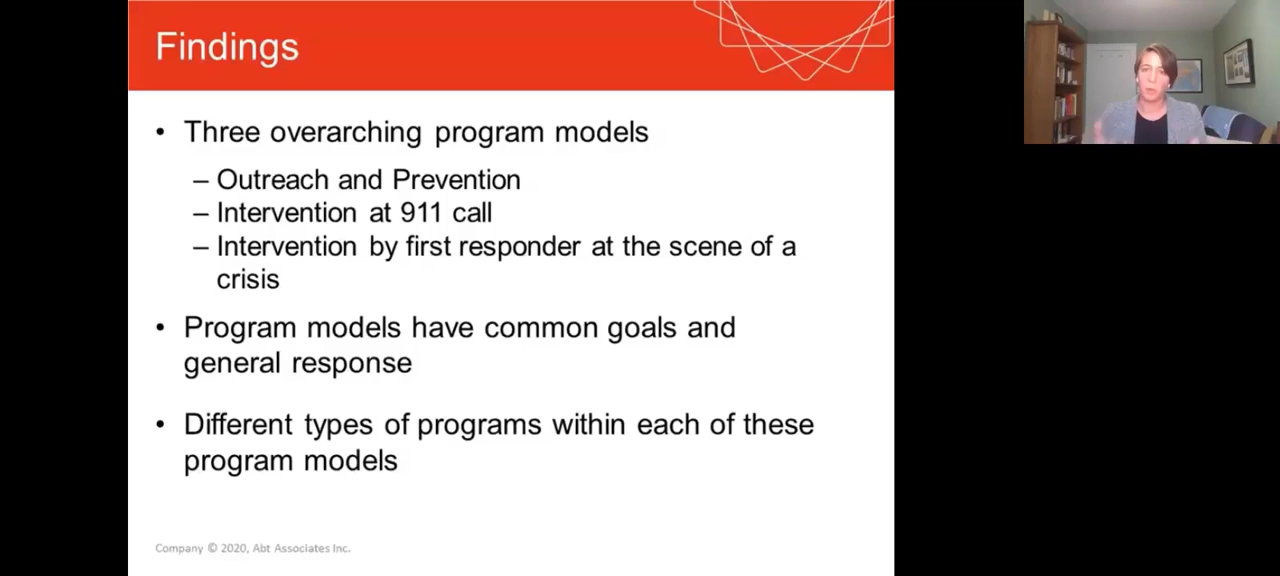 Findings
• Three overarching program models
– Outreach and Prevention
– Intervention at 911 call
– Intervention by first responder at the scene of a
crisis
• Program models have common goals and
general response
• Different types of programs within each of these
program models
Company © 2020, Abt Associates Inc.